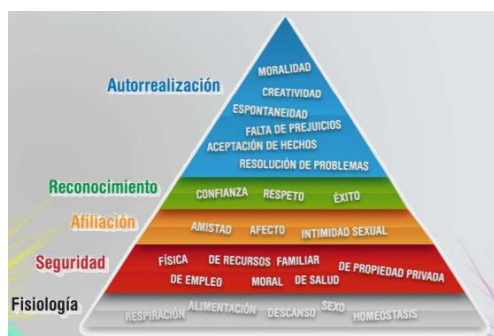 MORALIDAD
Autorrealización
CREATIVIDAD
ESPONTANEIDAD
FALTA DE PREJUICIOS
ACEPTACIÓN DE HECHOS
RESOLUCIÓN DE PROBLEMAS
Reconocimiento
CONFIANZA RESPETO ÉXITO
Afiliación
AMISTAD AFECTO INTIMIDAD SEXUAL
Seguridad
FÍSICA DE RECURSOS FAMILIAR DE PROPIEDAD PRIVADA
DE EMPLEO MORAL DE SALUD
Fisiología
RESPIRACIÓN ALIMENTACIÓN DESCANSO SEXO HOMEOSTASIS